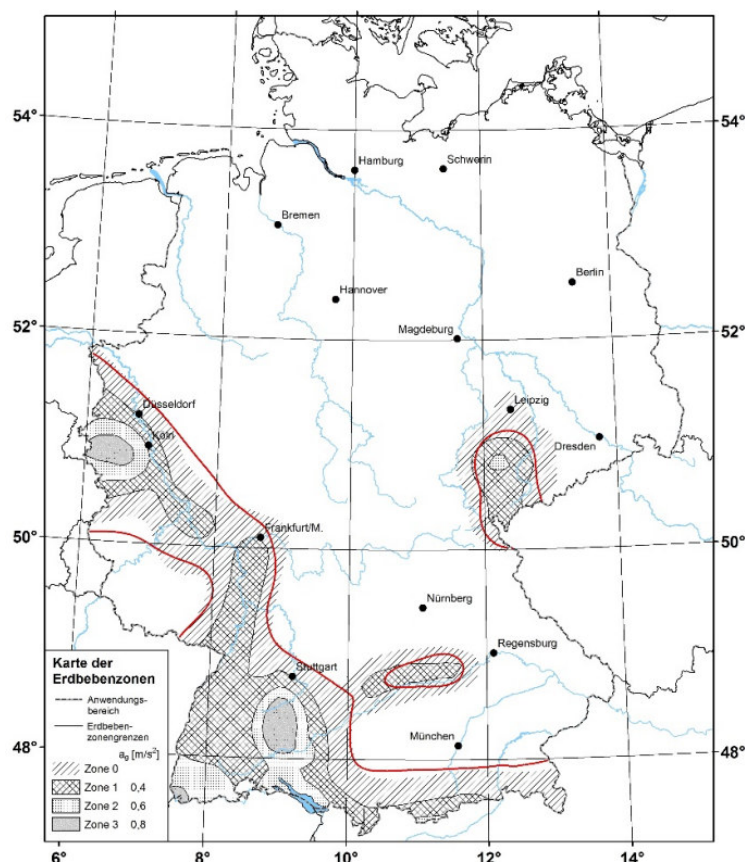 54°
54°
Hamburg
Schwerin
Bremen
Berlin
Hannover
52°
Magdeburg
52°
Düsseldorf
Leipzig
Köln
Dresden
50°
Frankfurt/M.
50°
Nürnberg
Regensburg
Karte der
Erdbebenzonen
Stuttgart
Anwendungs-
bereich
Erdbeben-
zonengrenzen
München
48°
48°
ag [m/s²]
Zone 0
Zone 1 0,4
Zone 2 0,6
Zone 3 0,8
6° 8° 10° 12° 14°